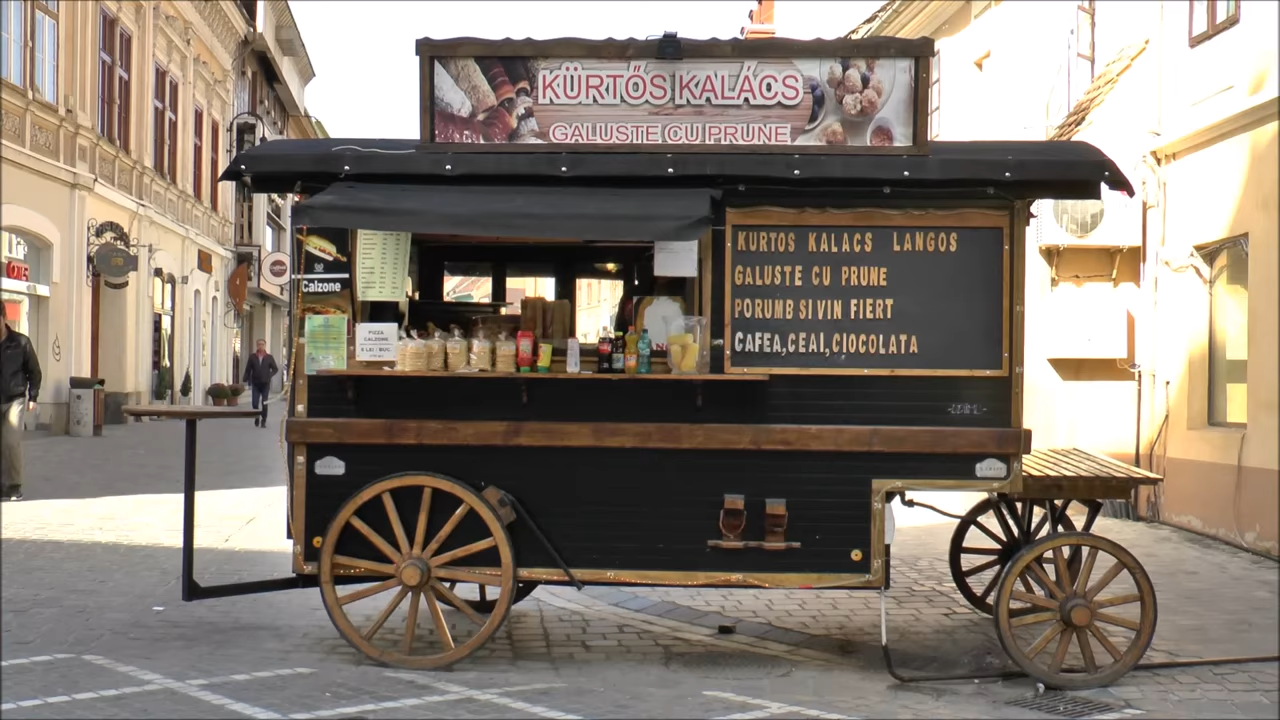 KÜRTŐS KALÁCS
GALUSTE CU PRUNE
KURTOS KALACS LANGOS
GALUSTE CU PRUNE
PORUMB SI VIN FIERT
CAFEA,CEAI,CIOCOLATA
Calzone
PIZZA
CALZONE